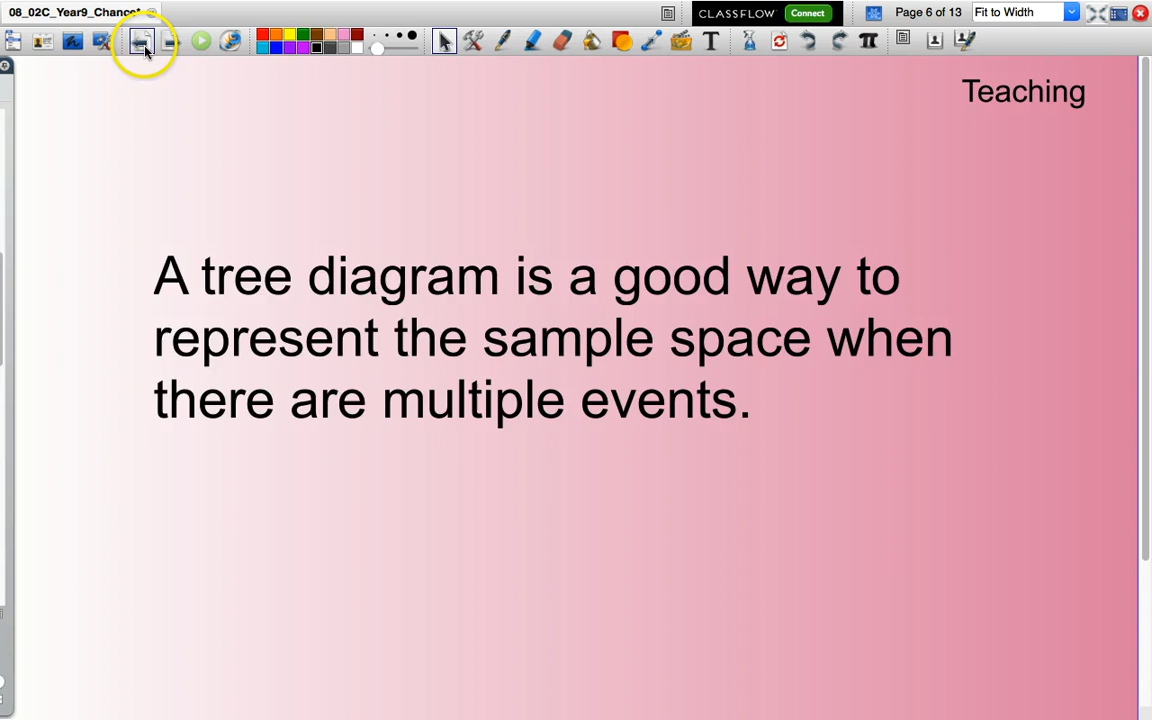 08_02C_Year9_Chance*
CLASSFLOW Connect
Page 6 of 13
Fit to Width
T
π
Teaching
A tree diagram is a good way to
represent the sample space when
there are multiple events.